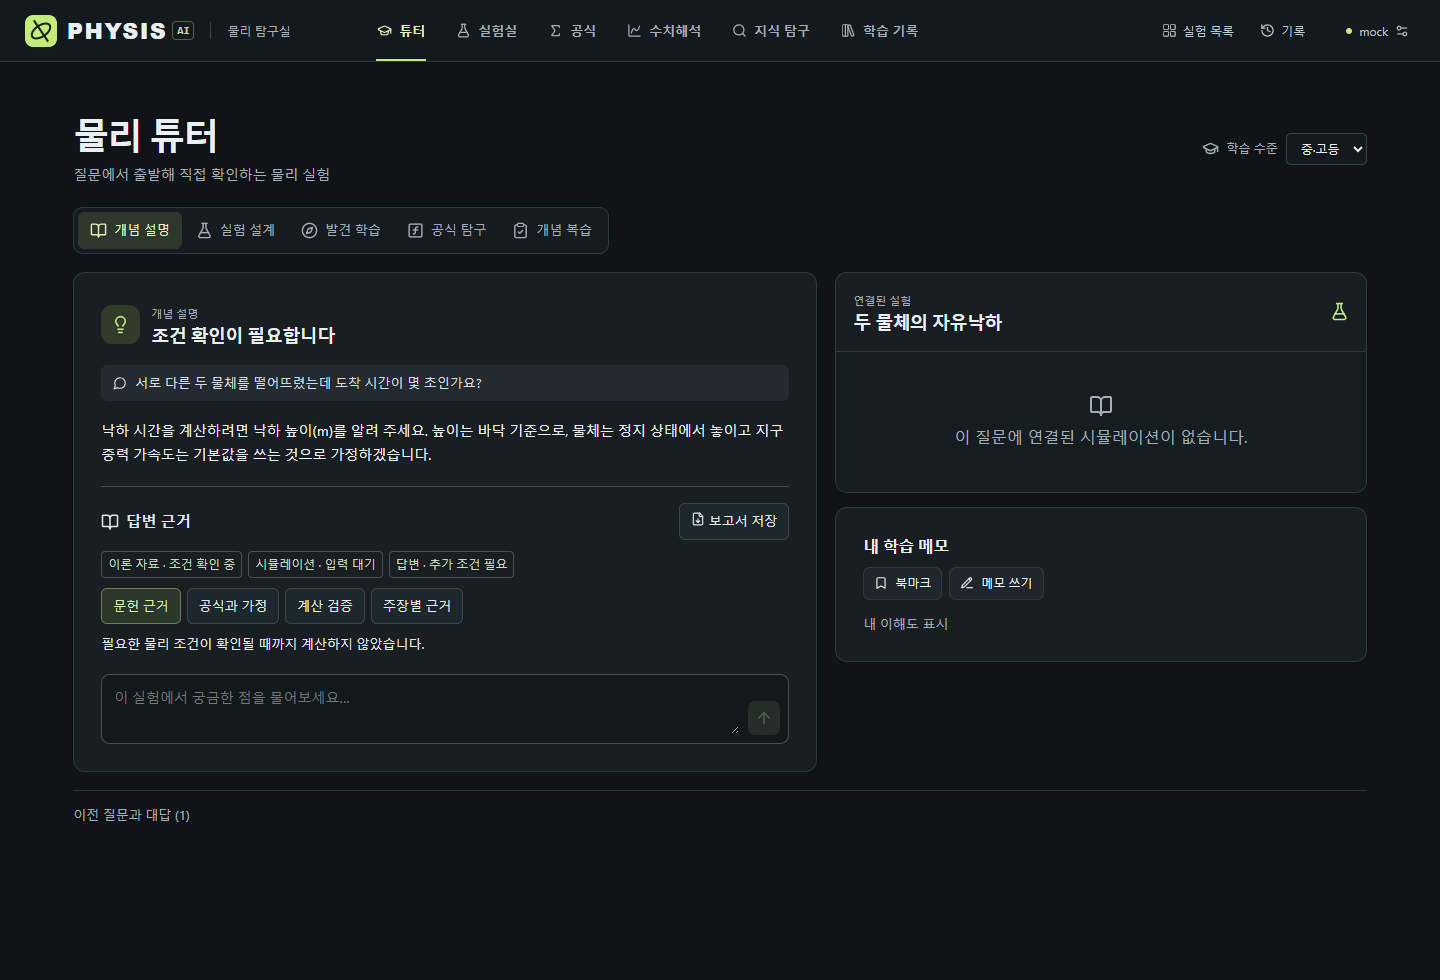 PHYSIS AI
물리 탐구실
튜터
실험실
공식
수치해석
지식 탐구
학습 기록
실험 목록
기록
mock
물리 튜터
질문에서 출발해 직접 확인하는 물리 실험
학습 수준
중·고등
개념 설명
실험 설계
발견 학습
공식 탐구
개념 복습
개념 설명
조건 확인이 필요합니다
서로 다른 두 물체를 떨어뜨렸는데 도착 시간이 몇 초인가요?
낙하 시간을 계산하려면 낙하 높이(m)를 알려 주세요. 높이는 바닥 기준으로, 물체는 정지 상태에서 놓이고 지구
중력 가속도는 기본값을 쓰는 것으로 가정하겠습니다.
답변 근거
보고서 저장
이론 자료 · 조건 확인 중
시뮬레이션 · 입력 대기
답변 · 추가 조건 필요
문헌 근거
공식과 가정
계산 검증
주장별 근거
필요한 물리 조건이 확인될 때까지 계산하지 않았습니다.
이 실험에서 궁금한 점을 물어보세요...
연결된 실험
두 물체의 자유낙하
이 질문에 연결된 시뮬레이션이 없습니다.
내 학습 메모
북마크
메모 쓰기
내 이해도 표시
이전 질문과 대답 (1)